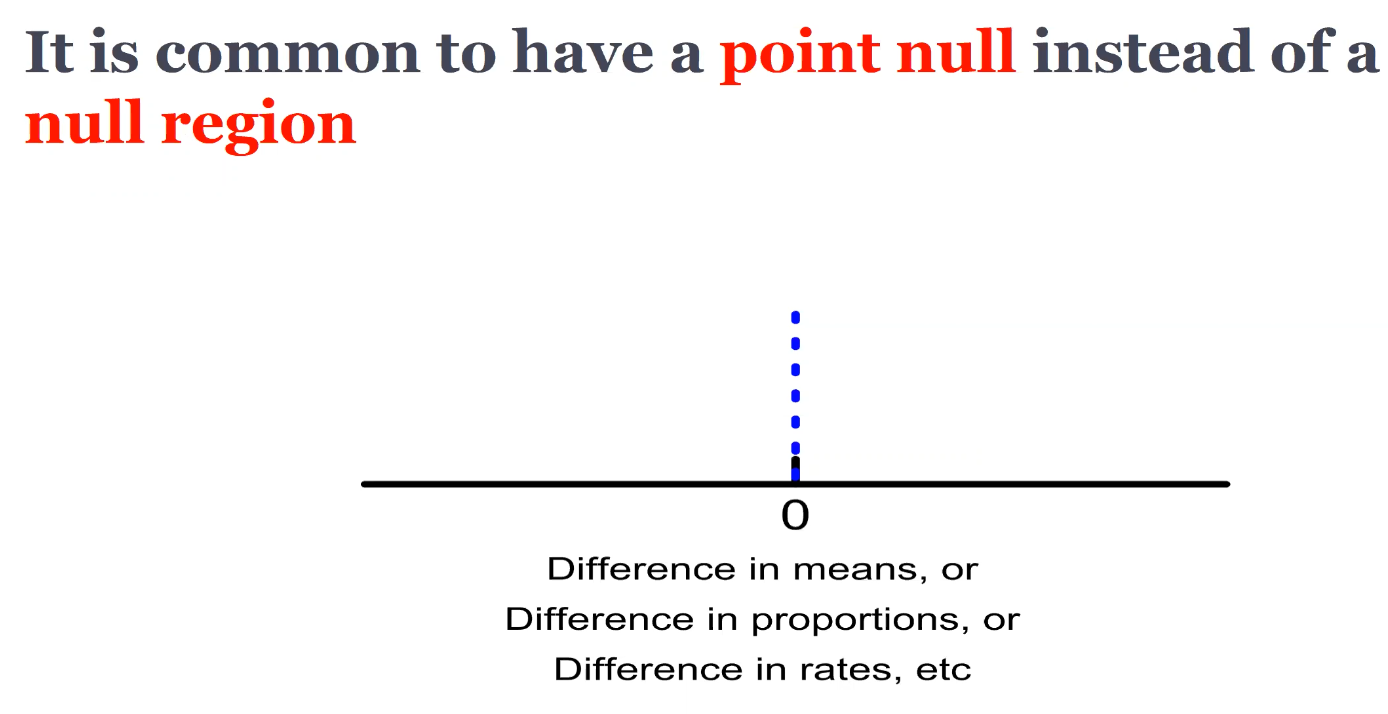 It is common to have a point null instead of a
null region
0
Difference in means, or
Difference in proportions, or
Difference in rates, etc